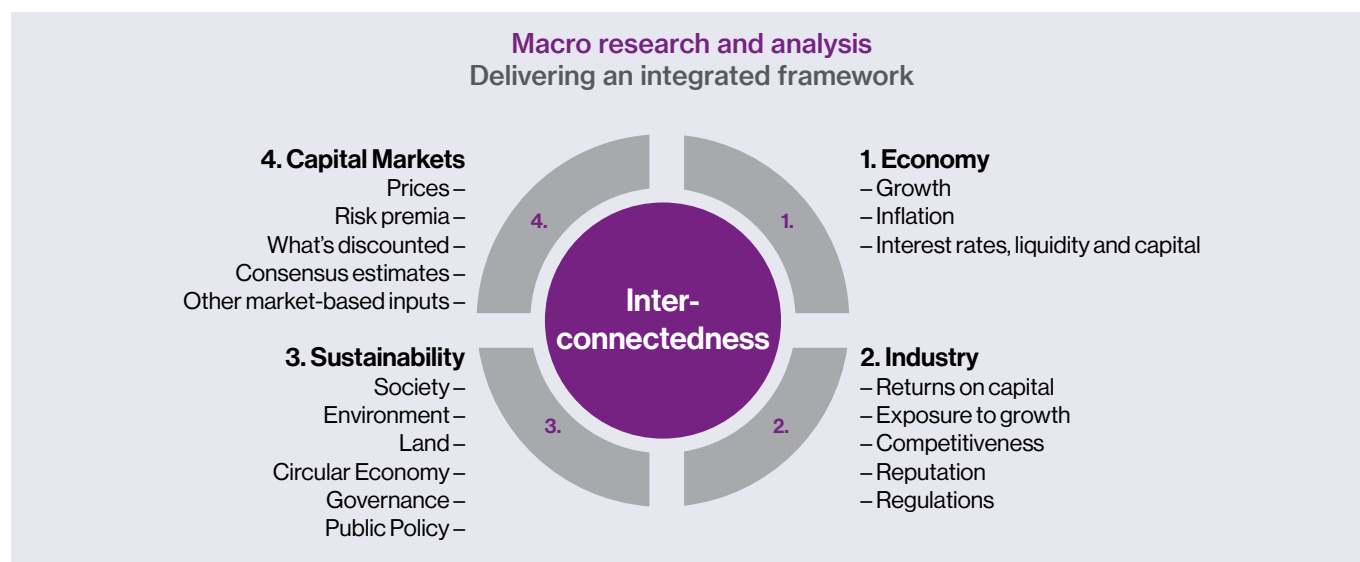 Macro research and analysis
Delivering an integrated framework
4. Capital Markets
Prices –
Risk premia –
What's discounted –
Consensus estimates –
Other market-based inputs –
1. Economy
– Growth
– Inflation
– Interest rates, liquidity and capital
4.
1.
Inter-
connectedness
3.
2.
3. Sustainability
Society –
Environment –
Land –
Circular Economy –
Governance –
Public Policy –
2. Industry
– Returns on capital
– Exposure to growth
– Competitiveness
– Reputation
– Regulations